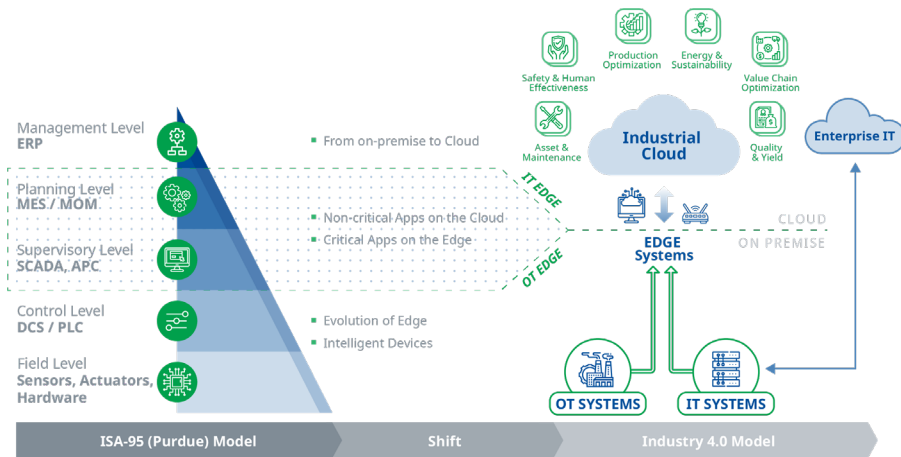 Management Level
ERP
Planning Level
MES / MOM
Supervisory Level
SCADA, APC
Control Level
DCS / PLC
Field Level
Sensors, Actuators,
Hardware
From on-premise to Cloud
Non-critical Apps on the Cloud
Critical Apps on the Edge
Evolution of Edge
Intelligent Devices
IT EDGE
OT EDGE
Safety & Human
Effectiveness
Production
Optimization
Energy &
Sustainability
Value Chain
Optimization
Asset &
Maintenance
Quality
& Yield
Industrial
Cloud
Enterprise IT
CLOUD
ON PREMISE
EDGE
Systems
OT SYSTEMS
IT SYSTEMS
ISA-95 (Purdue) Model
Shift
Industry 4.0 Model